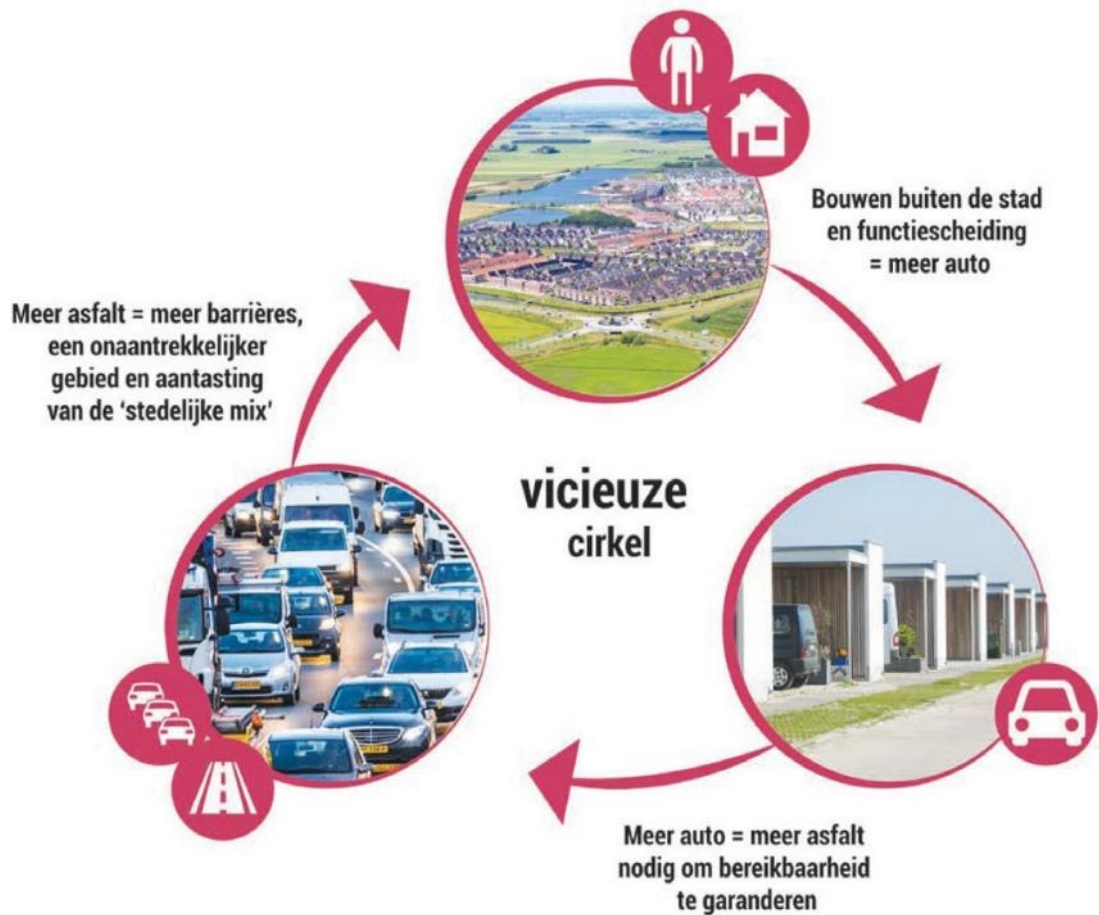 Bouwen buiten de stad
en functiescheiding
= meer auto
Meer asfalt = meer barrières,
een onaantrekkelijker
gebied en aantasting
van de ‘stedelijke mix’
vicieuze
cirkel
Meer auto = meer asfalt
nodig om bereikbaarheid
te garanderen